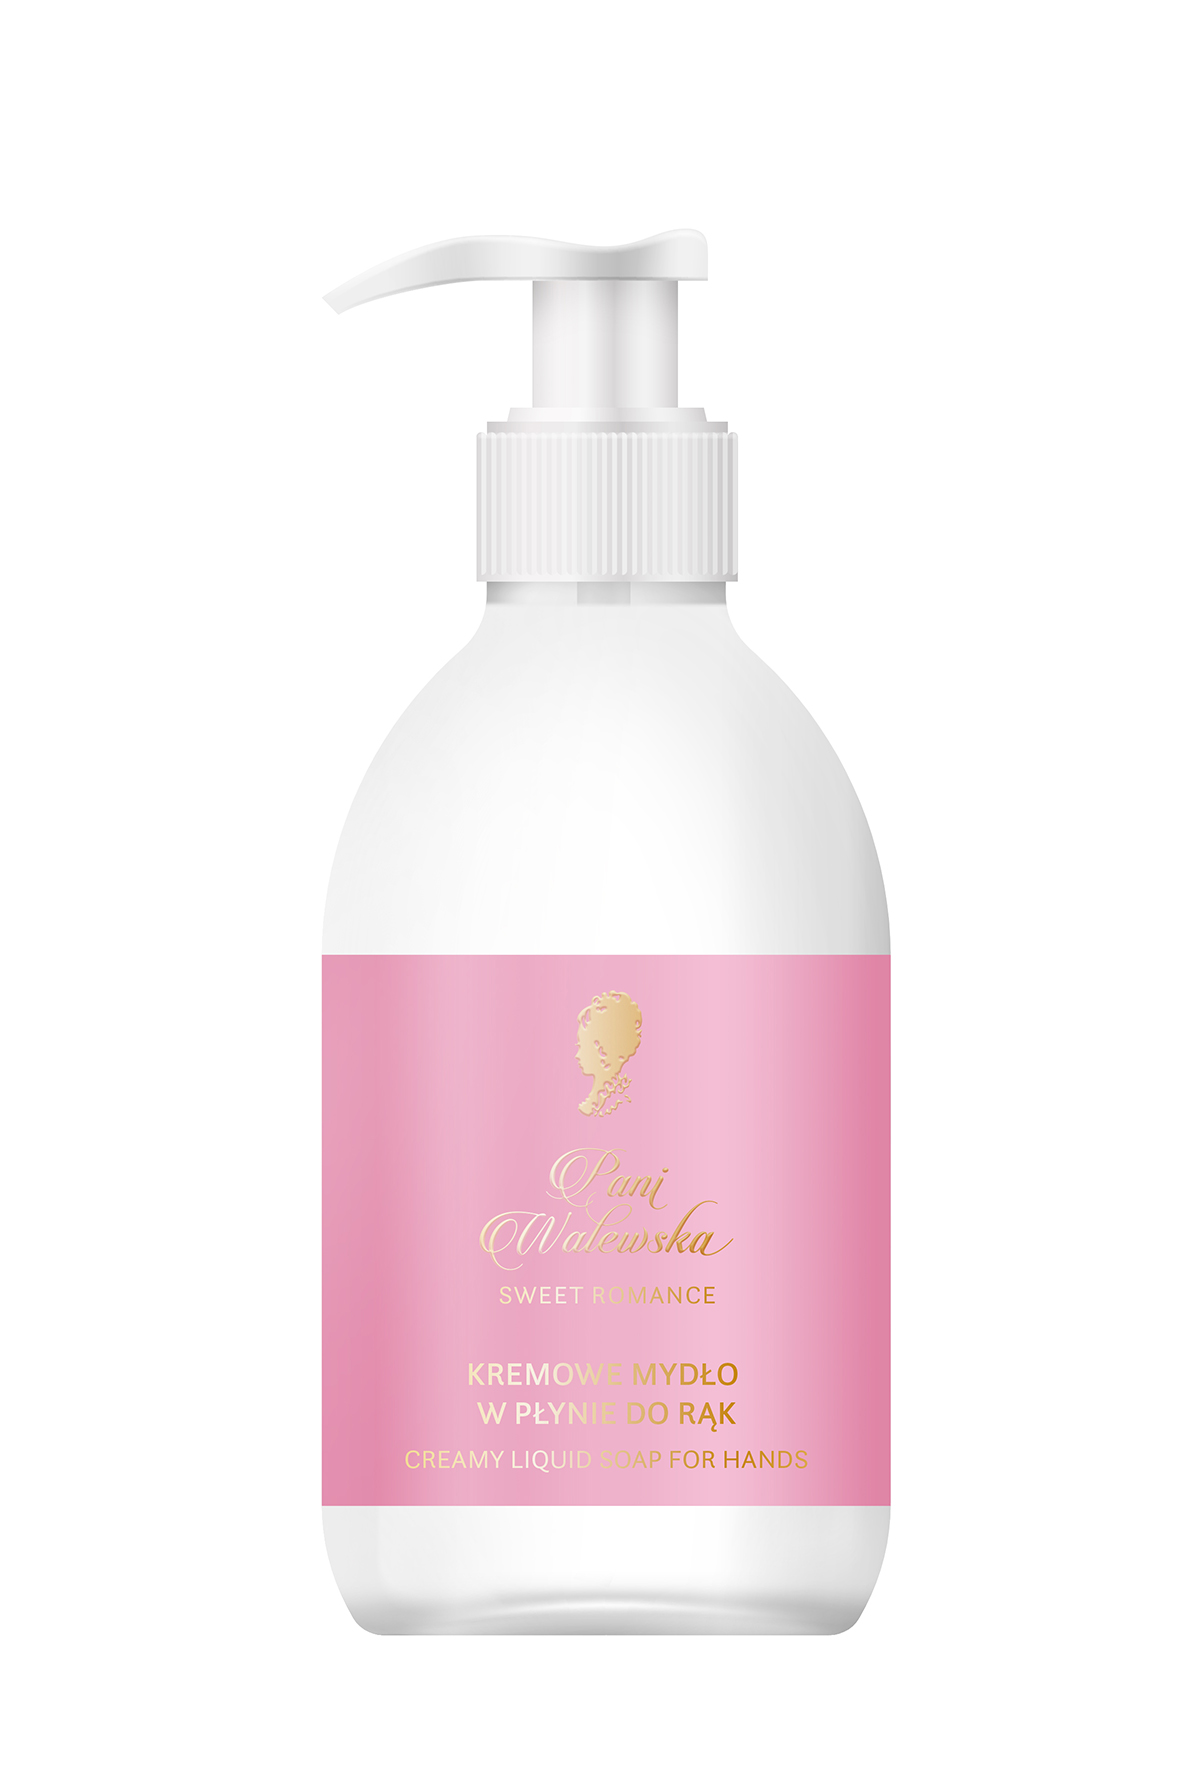 Pani
Walewska
SWEET ROMANCE
KREMOWE MYDŁO
W PŁYNIE DO RĄK
CREAMY LIQUID SOAP FOR HANDS